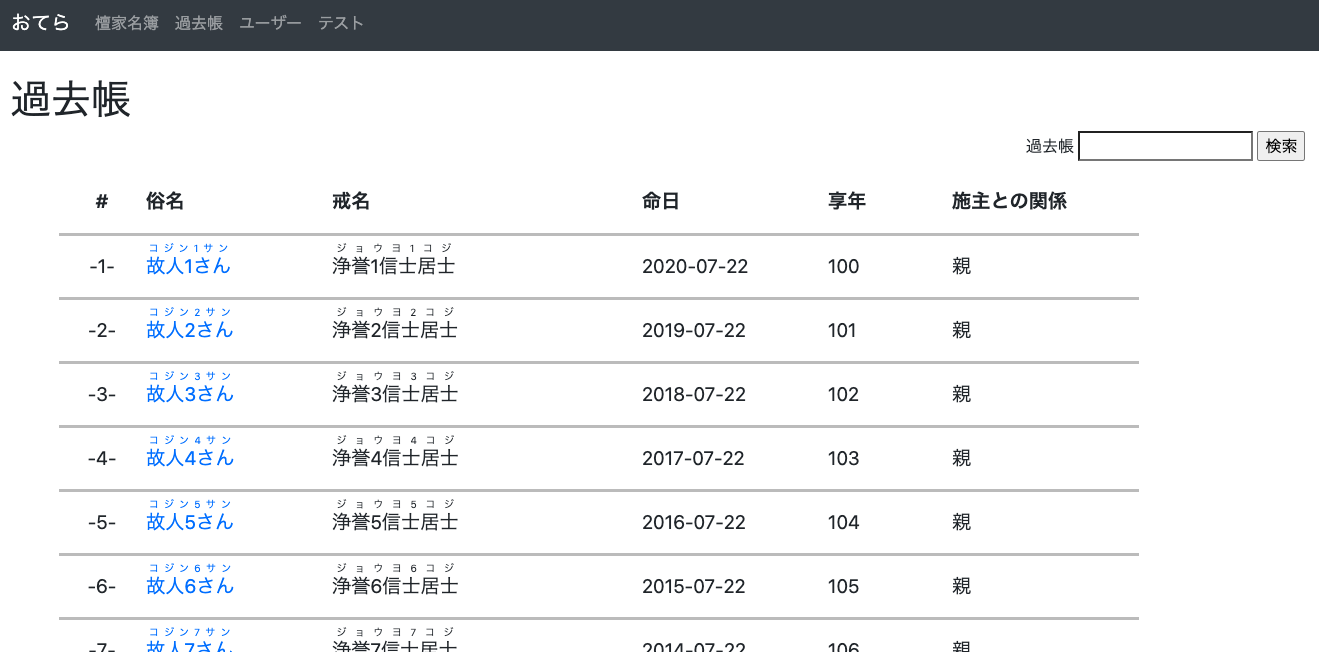 おてら 檀家名簿 過去帳 ユーザー テスト
過去帳
過去帳 検索
# 俗名 戒名 命日 享年 施主との関係
コジン1サン ジョウヨ1コジ
-1- 故人1さん 浄誉1信士居士 2020-07-22 100 親
コジン2サン ジョウヨ2コジ
-2- 故人2さん 浄誉2信士居士 2019-07-22 101 親
コジン3サン ジョウヨ3コジ
-3- 故人3さん 浄誉3信士居士 2018-07-22 102 親
コジン4サン ジョウヨ4コジ
-4- 故人4さん 浄誉4信士居士 2017-07-22 103 親
コジン5サン ジョウヨ5コジ
-5- 故人5さん 浄誉5信士居士 2016-07-22 104 親
コジン6サン ジョウヨ6コジ
-6- 故人6さん 浄誉6信士居士 2015-07-22 105 親
コジン7サン ジョウヨ7コジ
-7- 故人7さん 浄誉7信士居士 2014-07-22 106 親